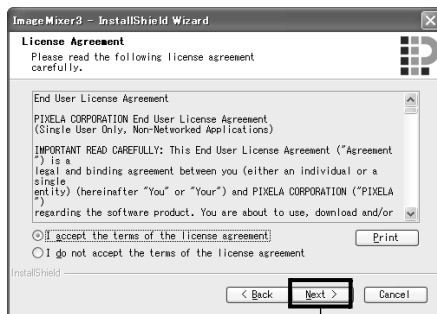 ImageMixer3 - InstallShield Wizard
License Agreement
Please read the following license agreement
carefully.
End User License Agreement
PIXELA CORPORATION End User License Agreement
(Single User Only, Non-Networked Applications)
IMPORTANT READ CAREFULLY: This End User License Agreement ("Agreement
") is a
legal and binding agreement between you (either an individual or a
single
entity) (hereinafter "You" or "Your") and PIXELA CORPORATION ("PIXELA
")
regarding the software product. You are about to use, download and/or
I accept the terms of the license agreement
Print
I do not accept the terms of the license agreement
InstallShield
< Back
Next >
Cancel